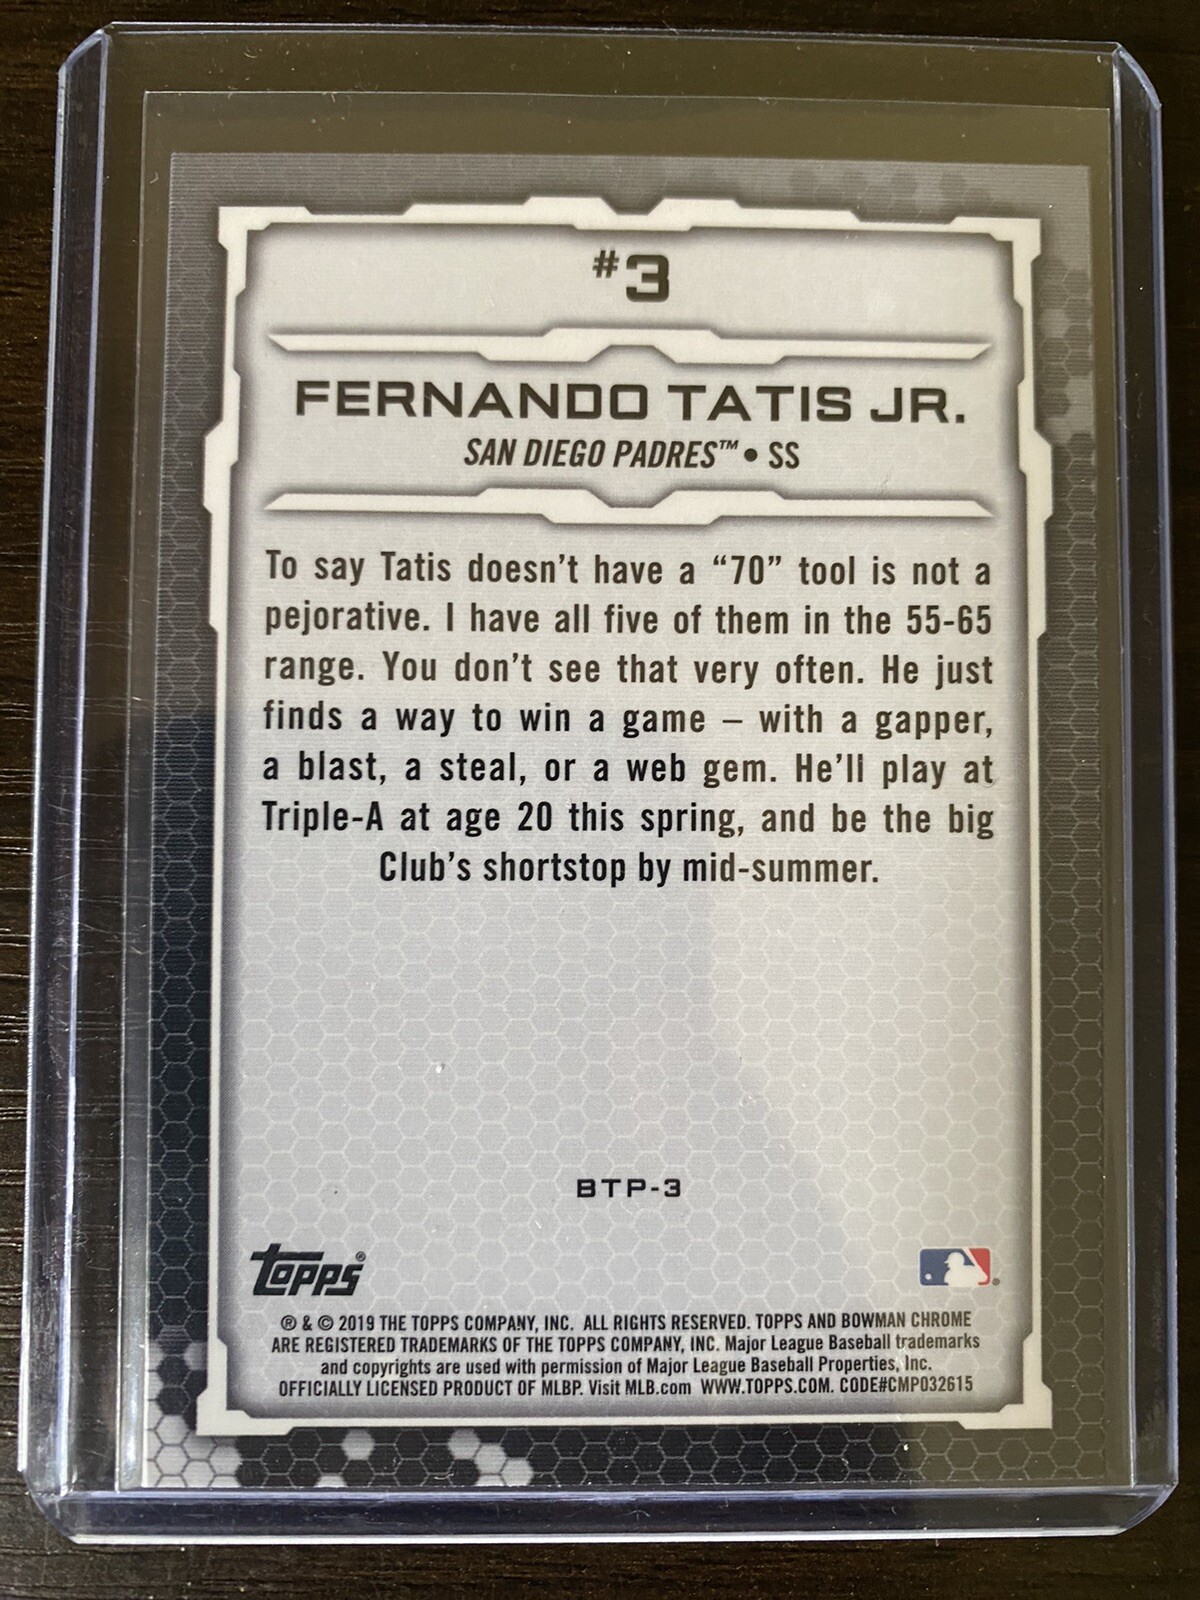 #3
FERNANDO TATIS JR.
SAN DIEGO PADRES™ • SS
To say Tatis doesn't have a “70” tool is not a
pejorative. I have all five of them in the 55-65
range. You don't see that very often. He just
finds a way to win a game – with a gapper,
a blast, a steal, or a web gem. He'll play at
Triple-A at age 20 this spring, and be the big
Club's shortstop by mid-summer.
BTP-3
Topps®
® & © 2019 THE TOPPS COMPANY, INC. ALL RIGHTS RESERVED. TOPPS AND BOWMAN CHROME
ARE REGISTERED TRADEMARKS OF THE TOPPS COMPANY, INC. Major League Baseball trademarks
and copyrights are used with permission of Major League Baseball Properties, Inc.
OFFICIALLY LICENSED PRODUCT OF MLBP. Visit MLB.com WWW.TOPPS.COM. CODE#CMP032615